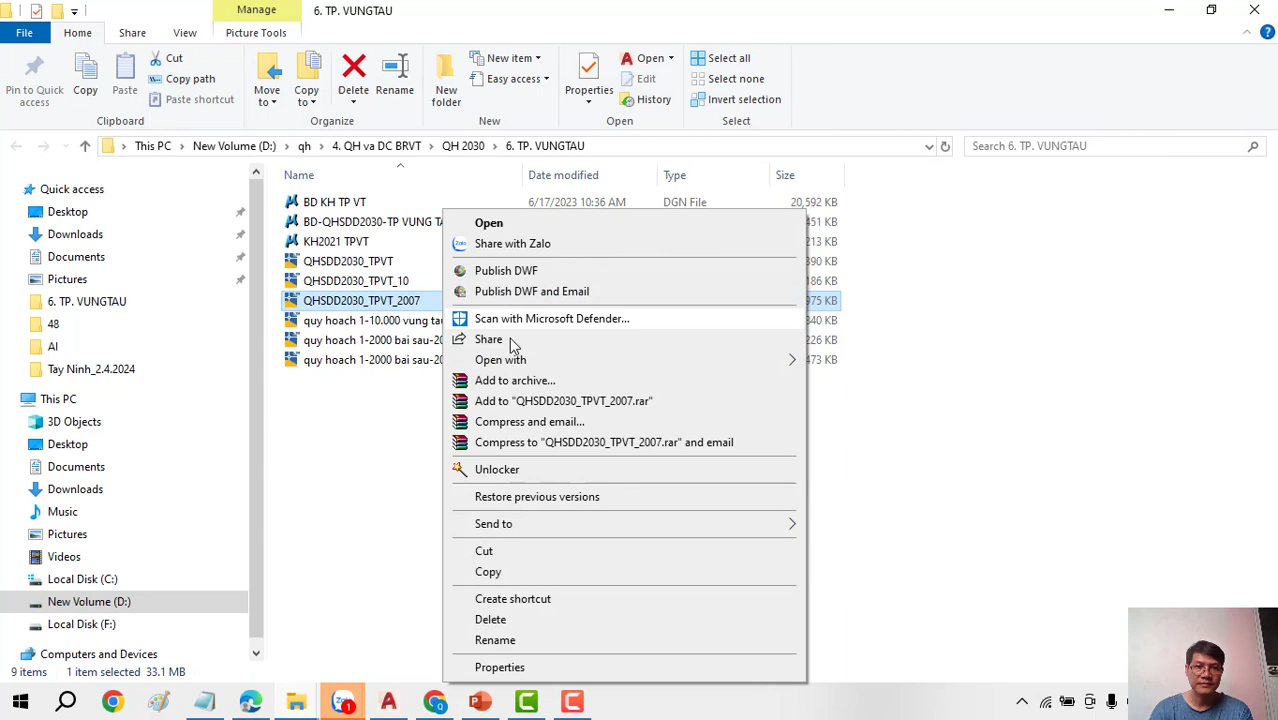 Manage
6. TP. VUNGTAU
File
Home
Share
View
Picture Tools
Pin to Quick access
Copy
Paste
Cut
Copy path
Paste shortcut
Clipboard
Move to
Copy to
Delete
Rename
Organize
New folder
New item
Easy access
New
Properties
Open
Edit
History
Open
Select all
Select none
Invert selection
Select
This PC
New Volume (D:)
qh
4. QH va DC BRVT
QH 2030
6. TP. VUNGTAU
Search 6. TP. VUNGTAU
Name
Date modified
Type
Size
Quick access
Desktop
Downloads
Documents
Pictures
6. TP. VUNGTAU
48
AI
Tay Ninh_2.4.2024
This PC
3D Objects
Desktop
Documents
Downloads
Music
Pictures
Videos
Local Disk (C:)
New Volume (D:)
Local Disk (F:)
Computers and Devices
BD KH TP VT 6/17/2023 10:36 AM DGN File 20,592 KB
BD-QHSDD2030-TP VUNG TA 451 KB
KH2021 TPVT 213 KB
QHSDD2030_TPVT 390 KB
QHSDD2030_TPVT_10 186 KB
QHSDD2030_TPVT_2007 975 KB
quy hoach 1-10.000 vung tau 840 KB
quy hoach 1-2000 bai sau- 226 KB
quy hoach 1-2000 bai sau-20 473 KB
Open
Share with Zalo
Publish DWF
Publish DWF and Email
Scan with Microsoft Defender...
Share
Open with
Add to archive...
Add to "QHSDD2030_TPVT_2007.rar"
Compress and email...
Compress to "QHSDD2030_TPVT_2007.rar" and email
Unlocker
Restore previous versions
Send to
Cut
Copy
Create shortcut
Delete
Rename
Properties
9 items
1 item selected 33.1 MB